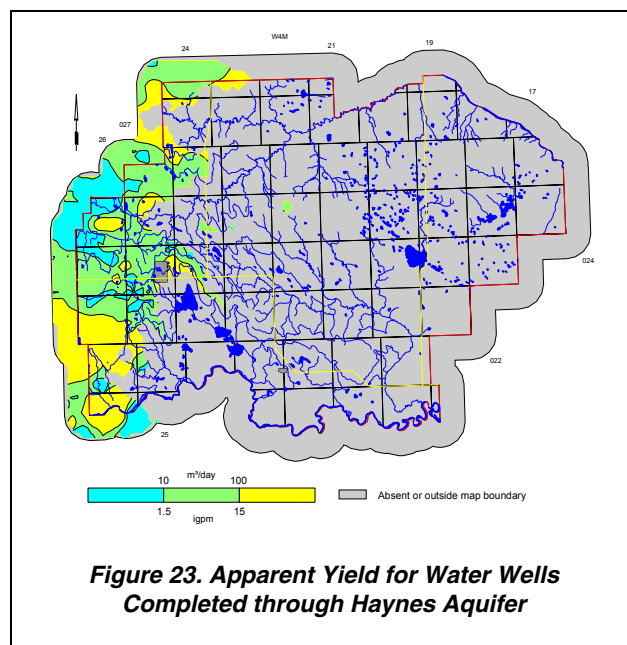 W4M
24
21
19
17
027
26
024
022
25
10 m³/day 100
1.5 igpm 15
Absent or outside map boundary
Figure 23. Apparent Yield for Water Wells
Completed through Haynes Aquifer